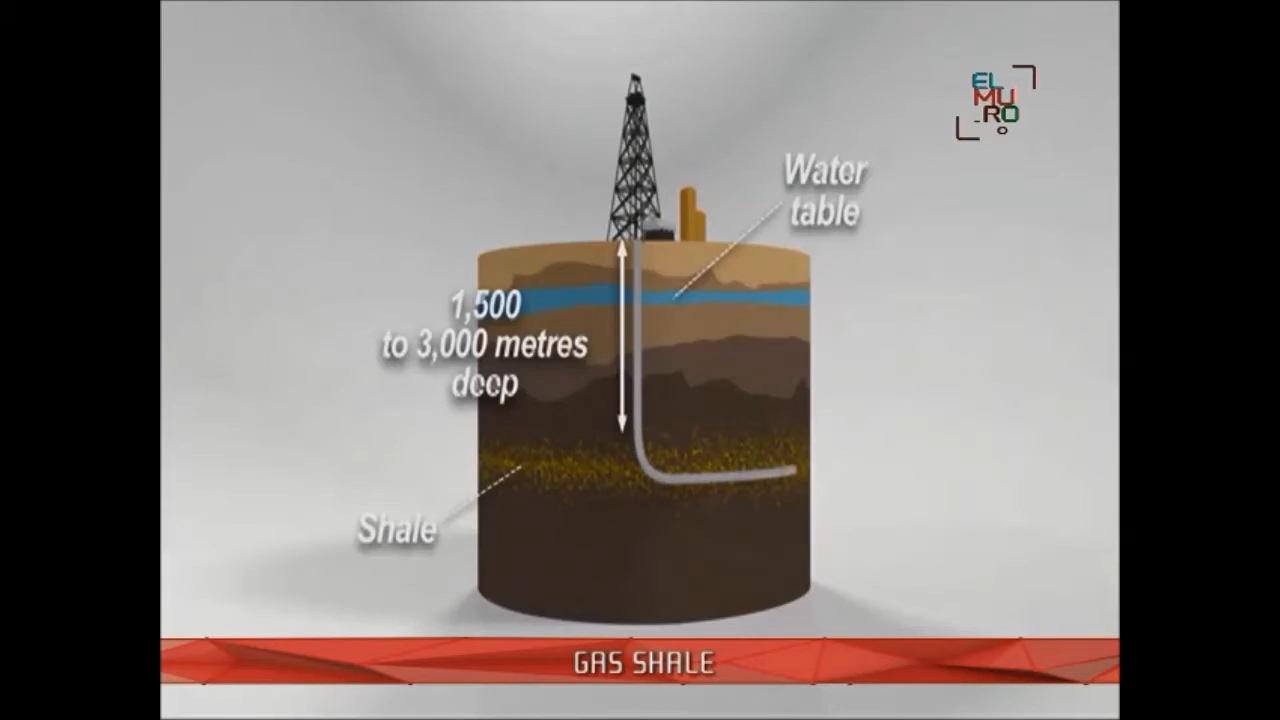 EL
MU
RO
Water
table
1,500
to 3,000 metres
deep
Shale
GAS SHALE